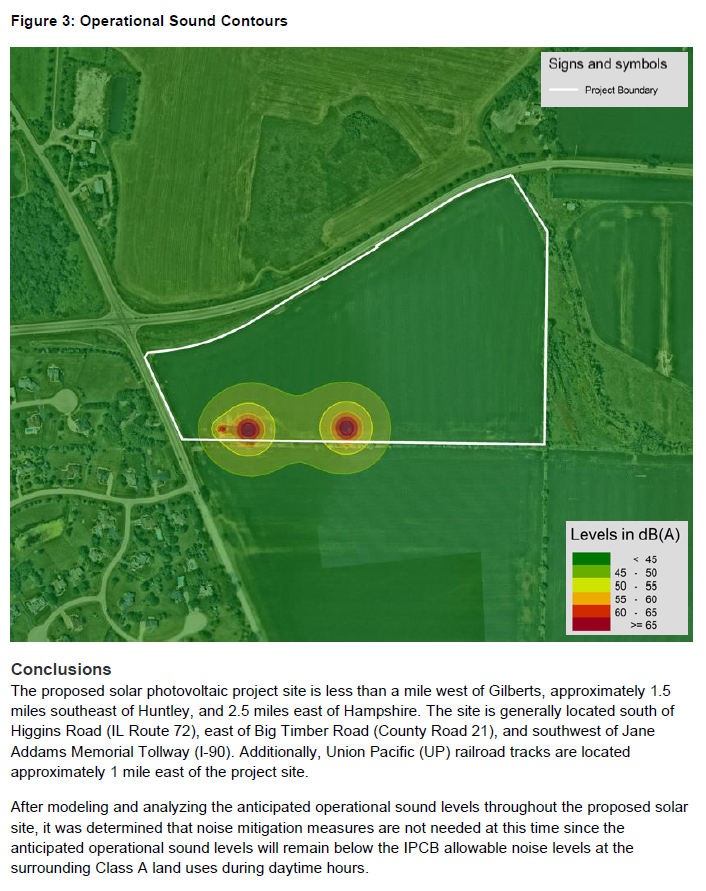 Figure 3: Operational Sound Contours
Signs and symbols
Project Boundary
Levels in dB(A)
< 45
45 - 50
50 - 55
55 - 60
60 - 65
>= 65
Conclusions
The proposed solar photovoltaic project site is less than a mile west of Gilberts, approximately 1.5
miles southeast of Huntley, and 2.5 miles east of Hampshire. The site is generally located south of
Higgins Road (IL Route 72), east of Big Timber Road (County Road 21), and southwest of Jane
Addams Memorial Tollway (I-90). Additionally, Union Pacific (UP) railroad tracks are located
approximately 1 mile east of the project site.
After modeling and analyzing the anticipated operational sound levels throughout the proposed solar
site, it was determined that noise mitigation measures are not needed at this time since the
anticipated operational sound levels will remain below the IPCB allowable noise levels at the
surrounding Class A land uses during daytime hours.